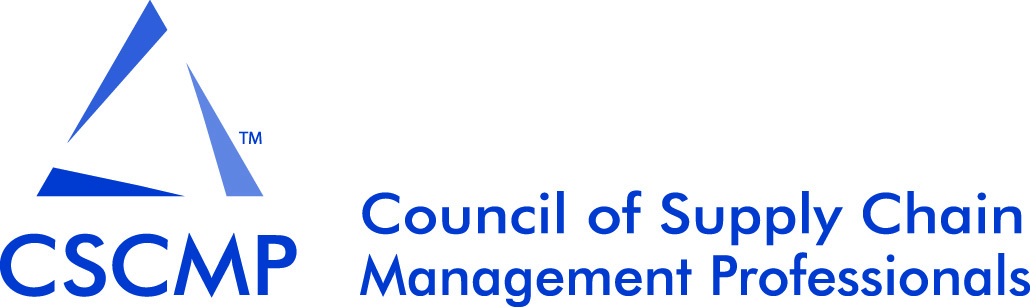 TM
CSCMP
Council of Supply Chain
Management Professionals